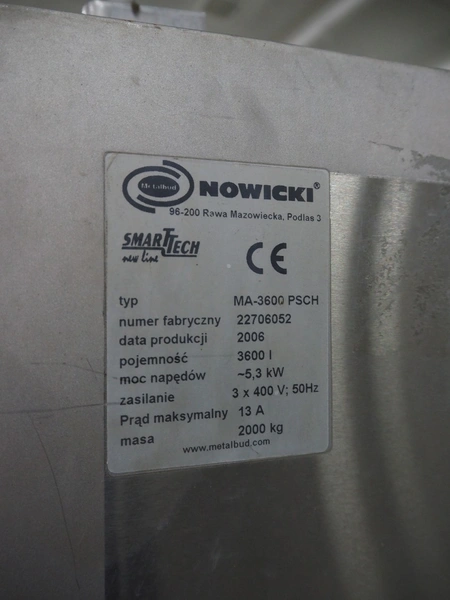 Metalbud
NOWICKI®
96-200 Rawa Mazowiecka, Podlas 3
SMARTTECH
new line
CE
typ MA-3600 PSCH
numer fabryczny 22706052
data produkcji 2006
pojemność 3600 l
moc napędów ~5,3 kW
zasilanie 3 x 400 V; 50Hz
Prąd maksymalny 13 A
masa 2000 kg
www.metalbud.com